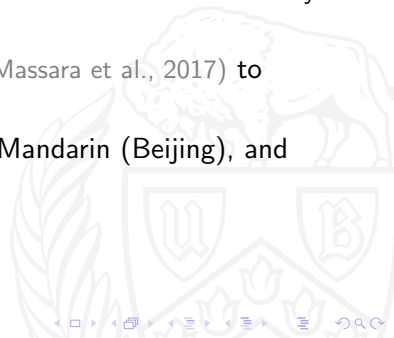 Massara et al., 2017) to
Mandarin (Beijing), and
U B